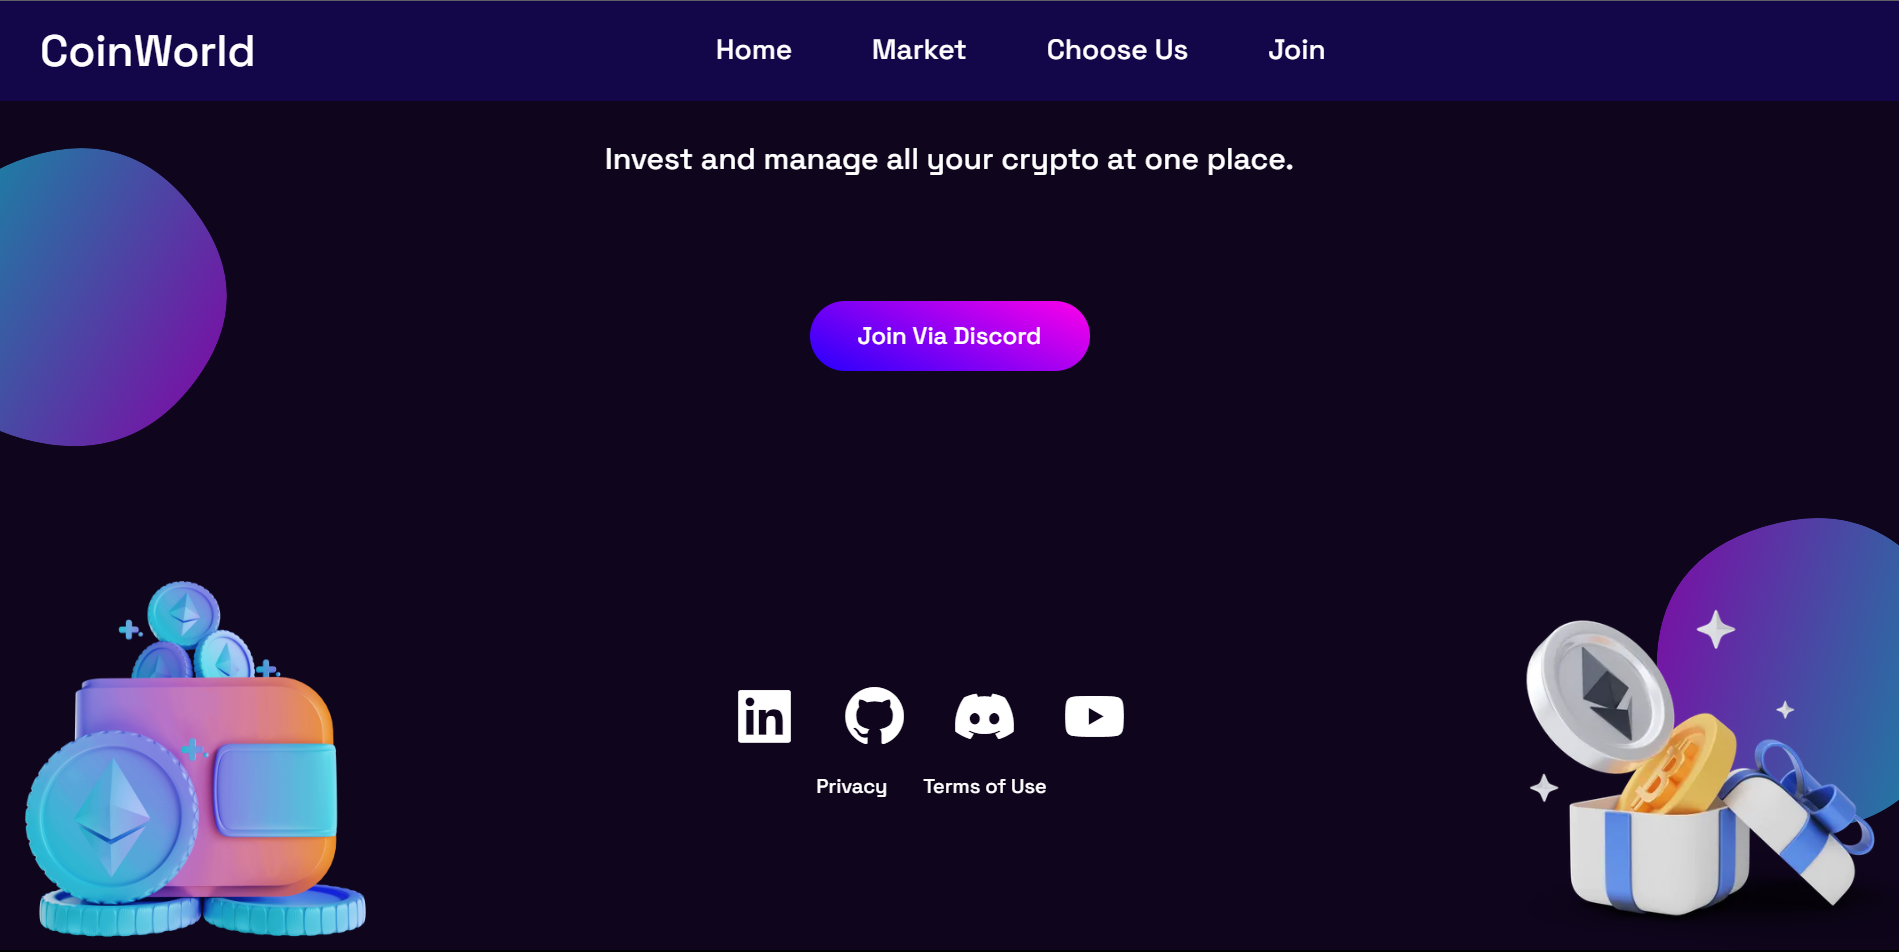 CoinWorld
Home Market Choose Us Join
Invest and manage all your crypto at one place.
Join Via Discord
in
Privacy Terms of Use